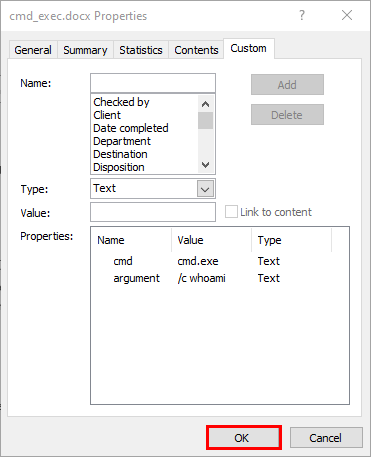 cmd_exec.docx Properties
General Summary Statistics Contents Custom
Name:
Add
Checked by
Client
Date completed
Department
Destination
Disposition
Delete
Type: Text
Value: Link to content
Properties:
Name Value Type
cmd cmd.exe Text
argument /c whoami Text
OK Cancel